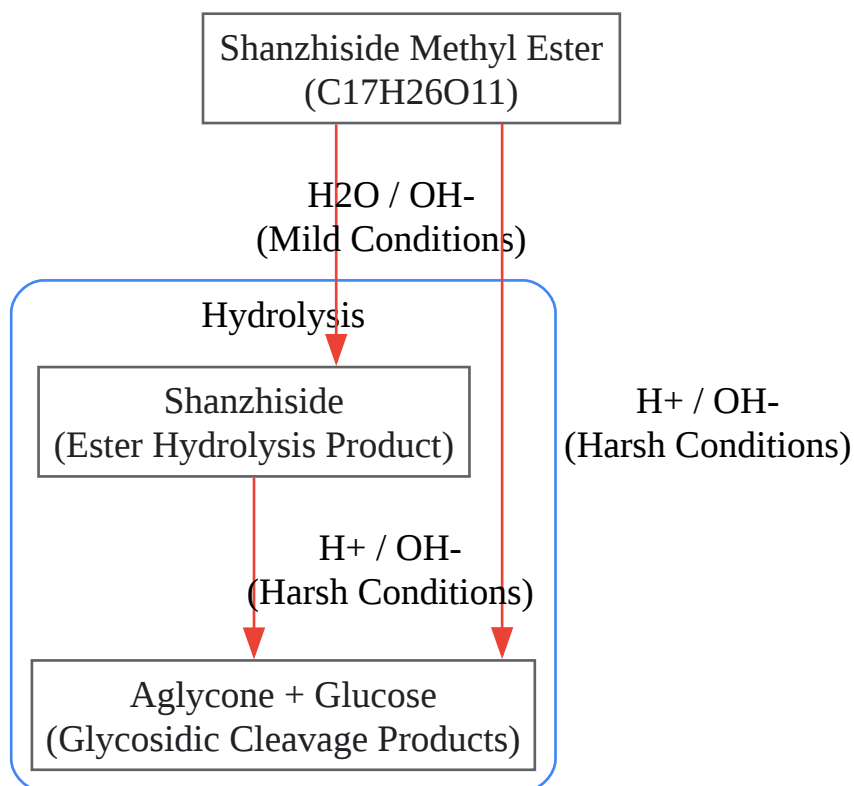 Shanzhiside Methyl Ester
(C17H26O11)
H2O / OH-
(Mild Conditions)
Hydrolysis
Shanzhiside
(Ester Hydrolysis Product)
H+ / OH-
(Harsh Conditions)
H+ / OH-
(Harsh Conditions)
Aglycone + Glucose
(Glycosidic Cleavage Products)